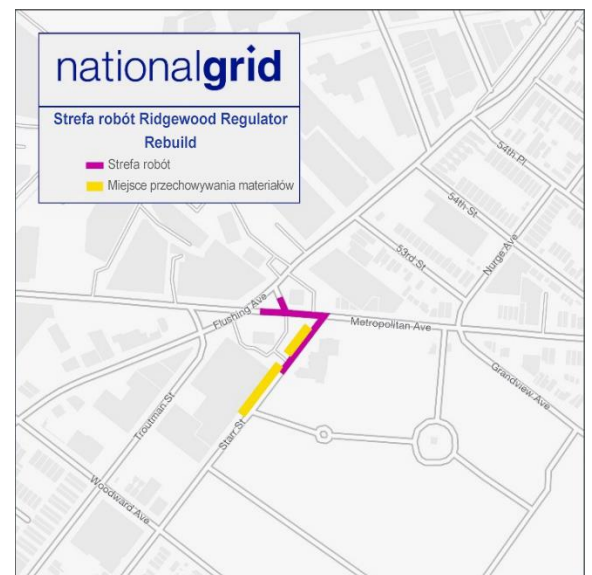 nationalgrid
Strefa robót Ridgewood Regulator
Rebuild
Strefa robót
Miejsce przechowywania materiałów
54th Pl
54th St
53rd St
Norge Ave
Flushing Ave
Metropolitan Ave
Grandview Ave
Troutman St
Starr St
Woodward Ave